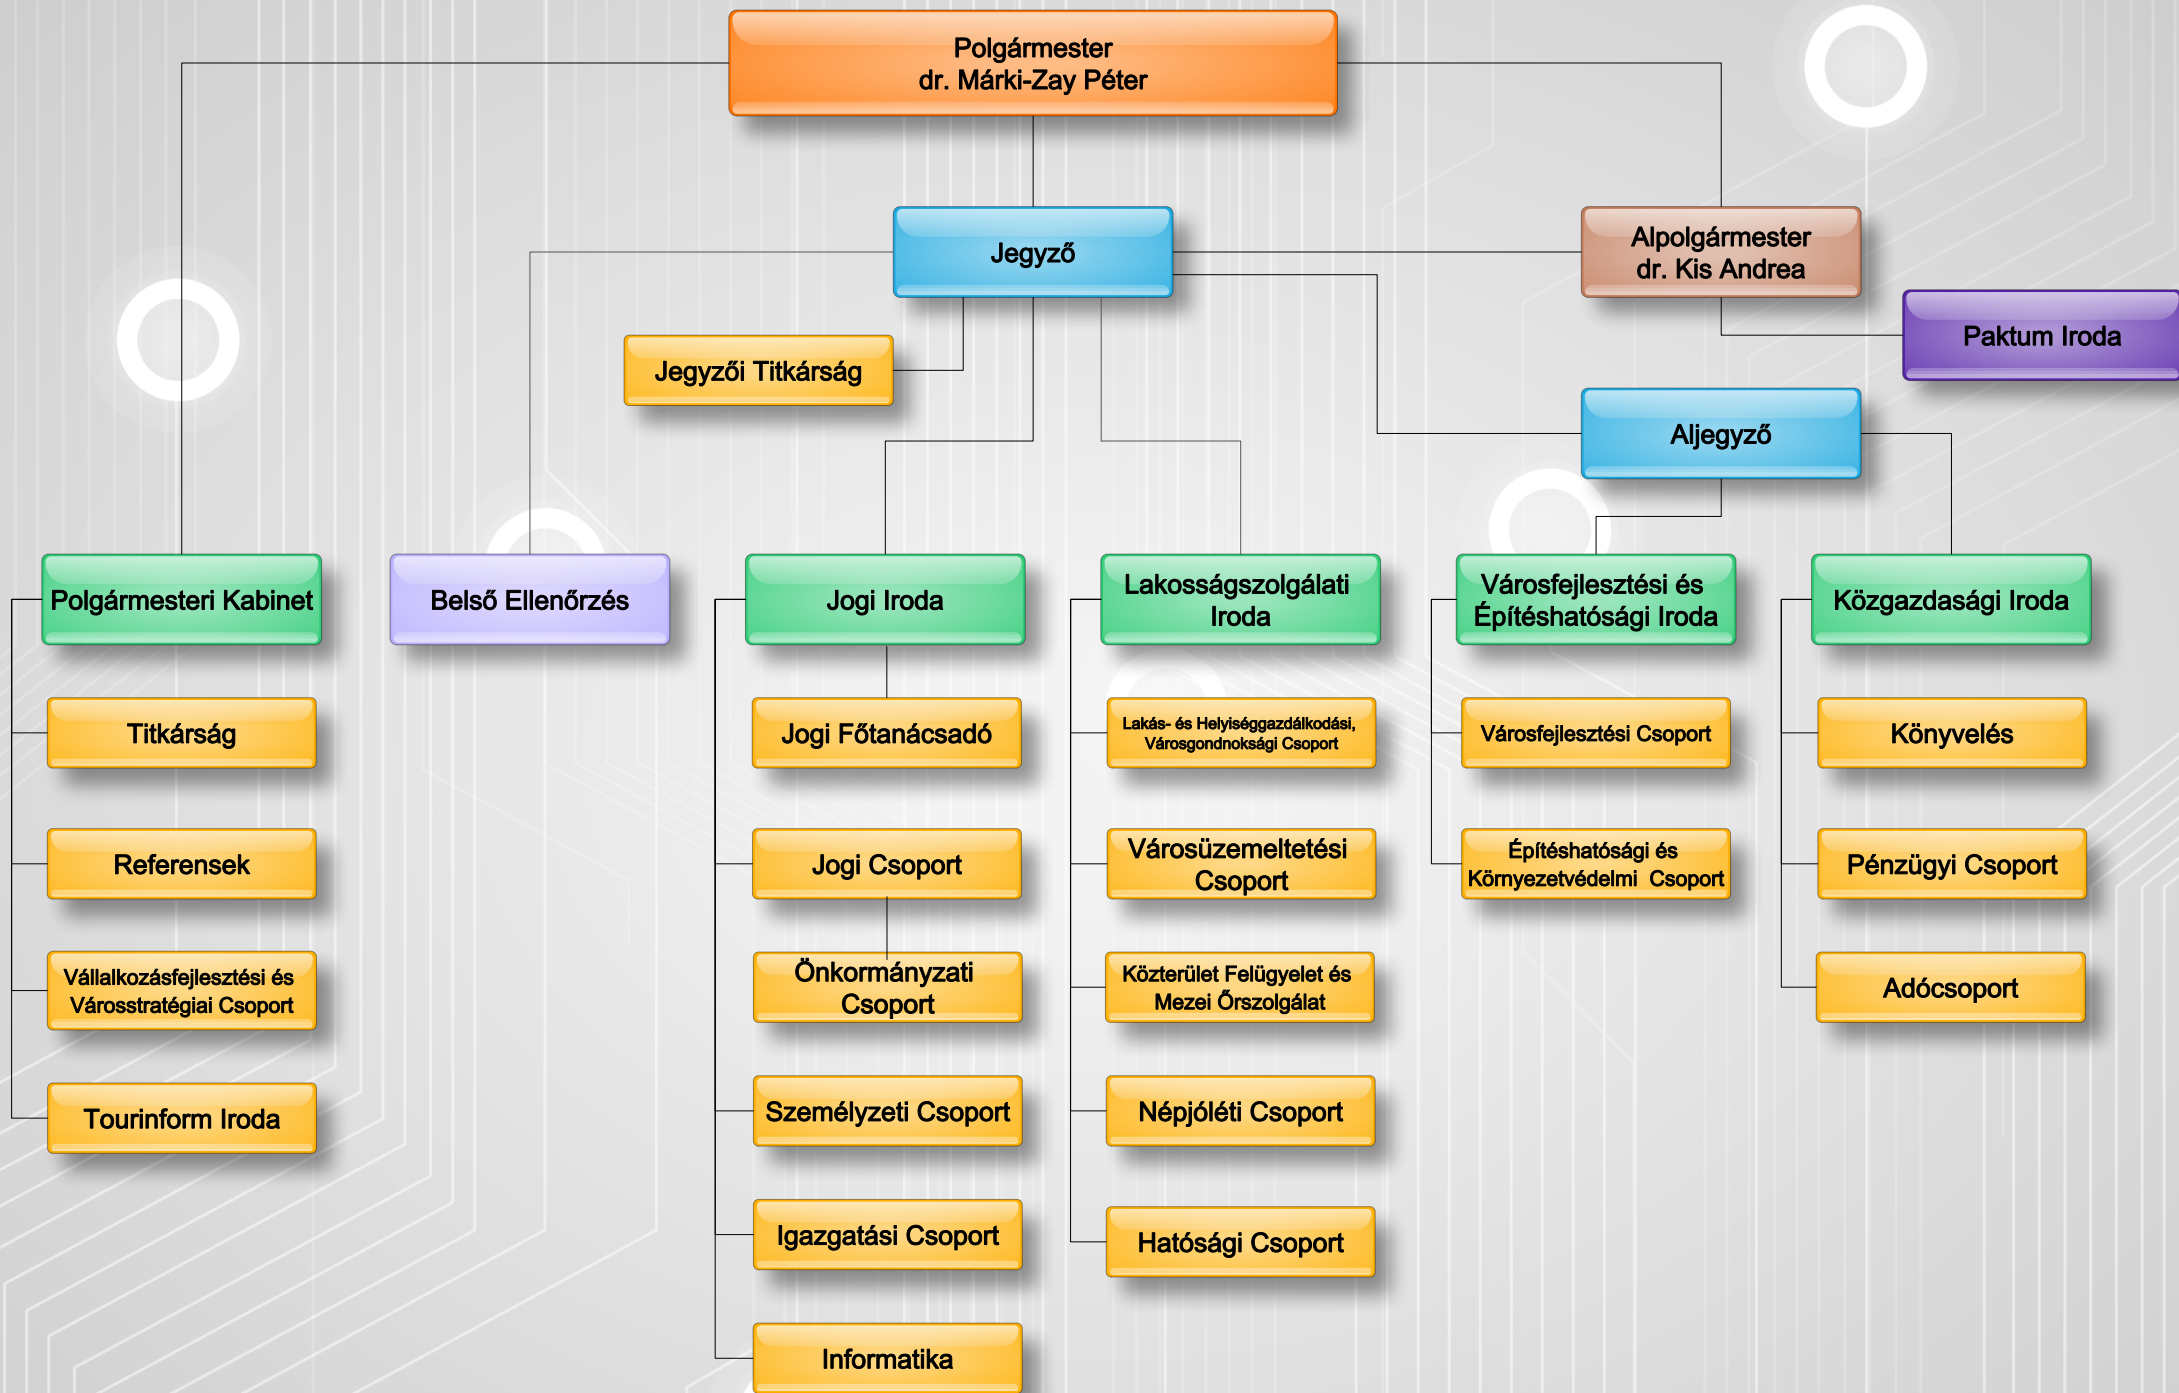 Polgármester
dr. Márki-Zay Péter
Jegyző
Alpolgármester
dr. Kis Andrea
Paktum Iroda
Jegyzői Titkárság
Aljegyző
Polgármesteri Kabinet
Belső Ellenőrzés
Jogi Iroda
Lakosságszolgálati
Iroda
Városfejlesztési és
Építéshatósági Iroda
Közgazdasági Iroda
Titkárság
Jogi Főtanácsadó
Lakás- és Helyiséggazdálkodási,
Városgondnoksági Csoport
Városfejlesztési Csoport
Könyvelés
Referensek
Jogi Csoport
Városüzemeltetési
Csoport
Építéshatósági és
Környezetvédelmi Csoport
Pénzügyi Csoport
Vállalkozásfejlesztési és
Városstratégiai Csoport
Önkormányzati
Csoport
Közterület Felügyelet és
Mezei Őrszolgálat
Adócsoport
Tourinform Iroda
Személyzeti Csoport
Népjóléti Csoport
Igazgatási Csoport
Hatósági Csoport
Informatika